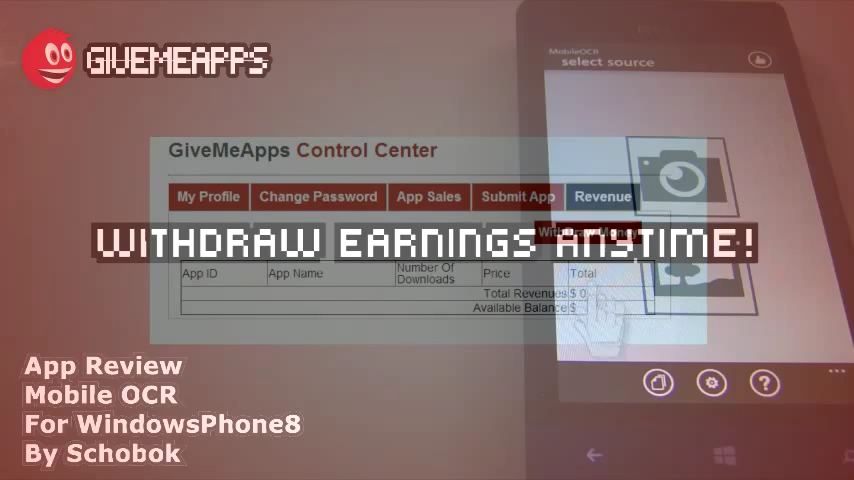 GIVEMEAPPS
MobileOCR
select source
GiveMeApps Control Center
My Profile
Change Password
App Sales
Submit App
Revenue
Withdraw Money
WITHDRAW EARNINGS ANYTIME!
App ID
App Name
Number Of
Downloads
Price
Total
Total Revenues $ 0
Available Balance $
App Review
Mobile OCR
For WindowsPhone8
By Schobok